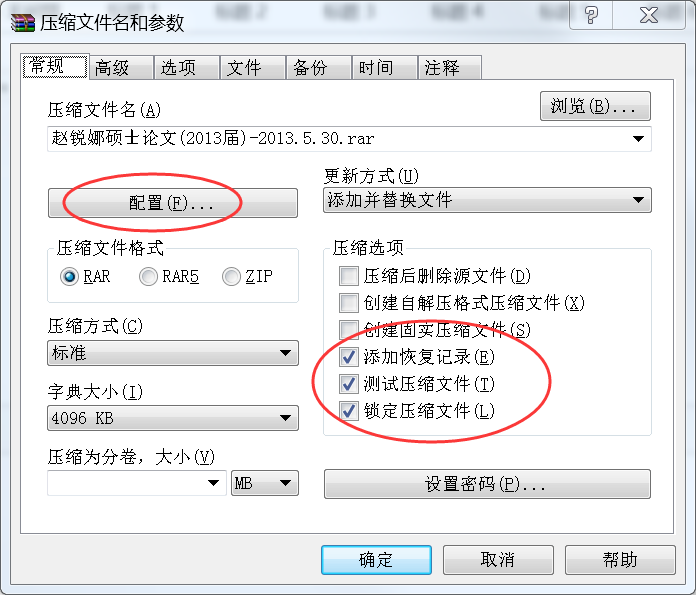 压缩文件名和参数
常规 高级 选项 文件 备份 时间 注释
压缩文件名(A)
浏览(B)...
赵锐娜硕士论文(2013届)-2013.5.30.rar
更新方式(U)
配置(F)...
添加并替换文件
压缩文件格式
RAR RAR5 ZIP
压缩选项
压缩后删除源文件(D)
创建自解压格式压缩文件(X)
创建固实压缩文件(S)
添加恢复记录(E)
测试压缩文件(T)
锁定压缩文件(L)
压缩方式(C)
标准
字典大小(I)
4096 KB
压缩为分卷，大小(V)
MB
设置密码(P)...
确定 取消 帮助